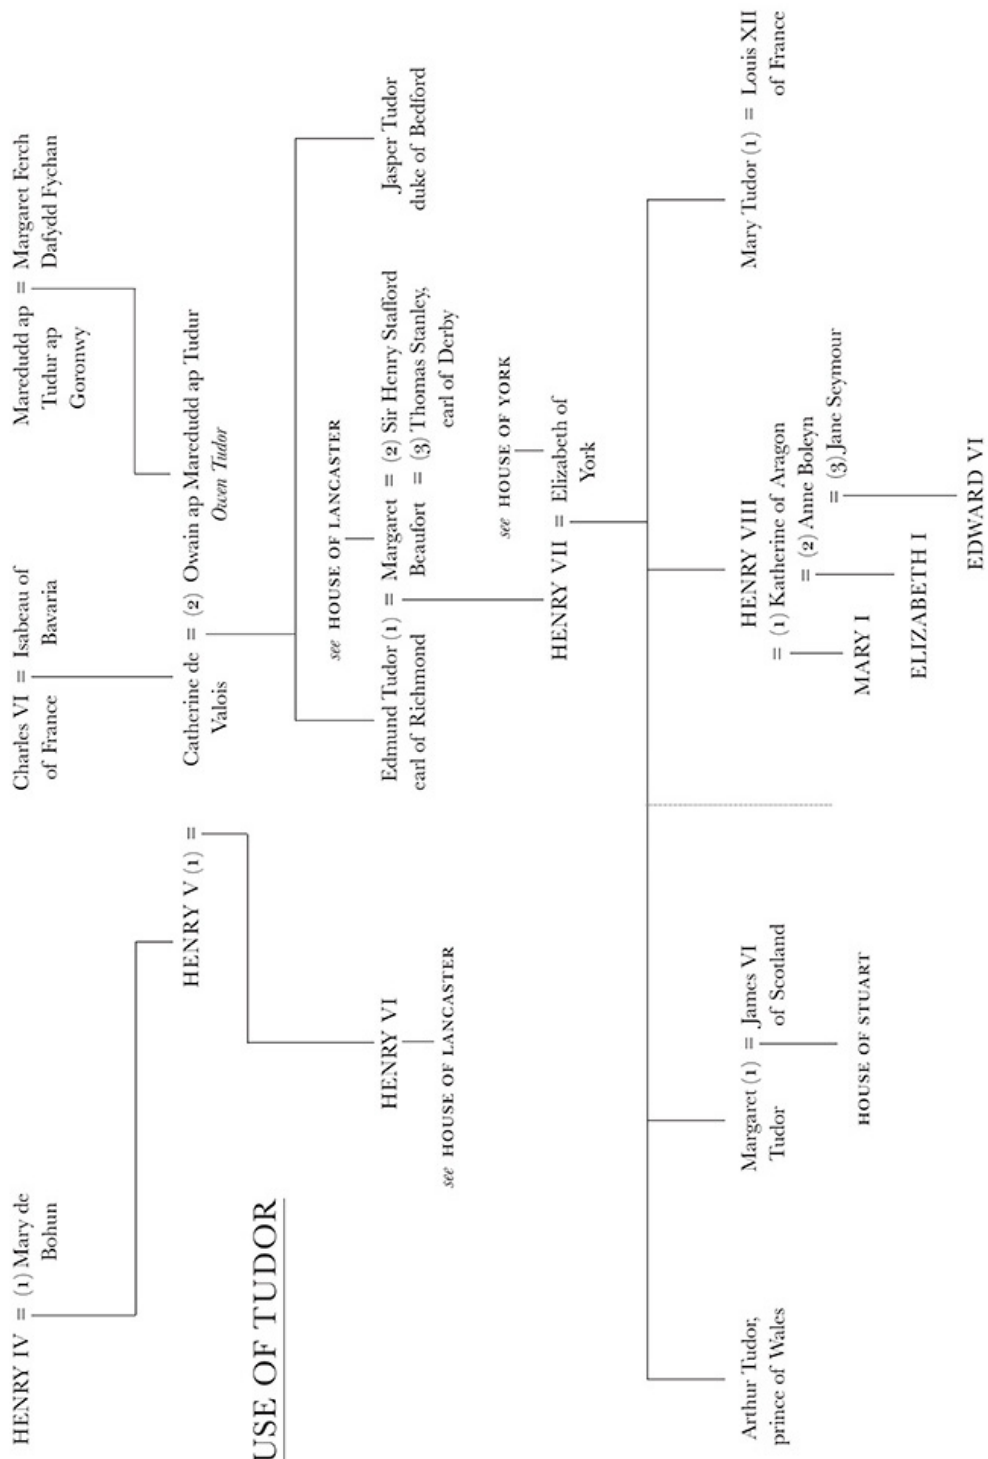 HENRY IV = (1) Mary de
Bohun
Charles VI = Isabeau of
of France Bavaria
Maredudd ap = Margaret Ferch
Tudur ap Dafydd Fychan
Goronwy
HENRY V (1) =
Catherine de = (2) Owain ap Maredudd ap Tudur
Valois Owen Tudor
USE OF TUDOR
see HOUSE OF LANCASTER
HENRY VI
see HOUSE OF LANCASTER
Edmund Tudor (1) = Margaret = (2) Sir Henry Stafford
earl of Richmond Beaufort = (3) Thomas Stanley,
earl of Derby
Jasper Tudor
duke of Bedford
see HOUSE OF YORK
HENRY VII = Elizabeth of
York
Arthur Tudor,
prince of Wales
Margaret (1) = James VI
Tudor of Scotland
HOUSE OF STUART
HENRY VIII
= (1) Katherine of Aragon
= (2) Anne Boleyn
= (3) Jane Seymour
MARY I
ELIZABETH I
EDWARD VI
Mary Tudor (1) = Louis XII
of France